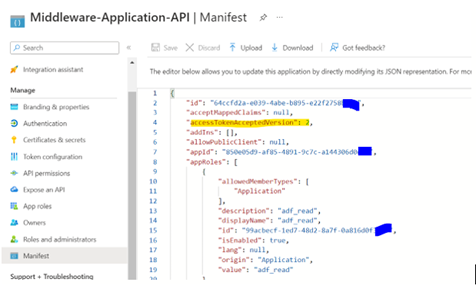 Middleware-Application-API | Manifest
Search
Save
Discard
Upload
Download
Got feedback?
Integration assistant
The editor below allows you to update this application by directly modifying its JSON representation. For more
Manage
Branding & properties
Authentication
Certificates & secrets
Token configuration
API permissions
Expose an API
App roles
Owners
Roles and administrators
Manifest
Support + Troubleshooting
1 {
2 "id": "64ccfd2a-e039-4abe-b895-e22f2758
3 "acceptMappedClaims": null,
4 "accessTokenAcceptedVersion": 2,
5 "addIns": [],
6 "allowPublicClient": null,
7 "appId": "850e05d9-af85-4891-9c7c-a144306d0
8 "appRoles": [
9 {
10 "allowedMemberTypes": [
11 "Application"
12 ],
13 "description": "adf_read",
14 "displayName": "adf_read",
15 "id": "99acbecf-1ed7-48d2-8a7f-0a816d0f
16 "isEnabled": true,
17 "lang": null,
18 "origin": "Application",
19 "value": "adf_read"
20 }